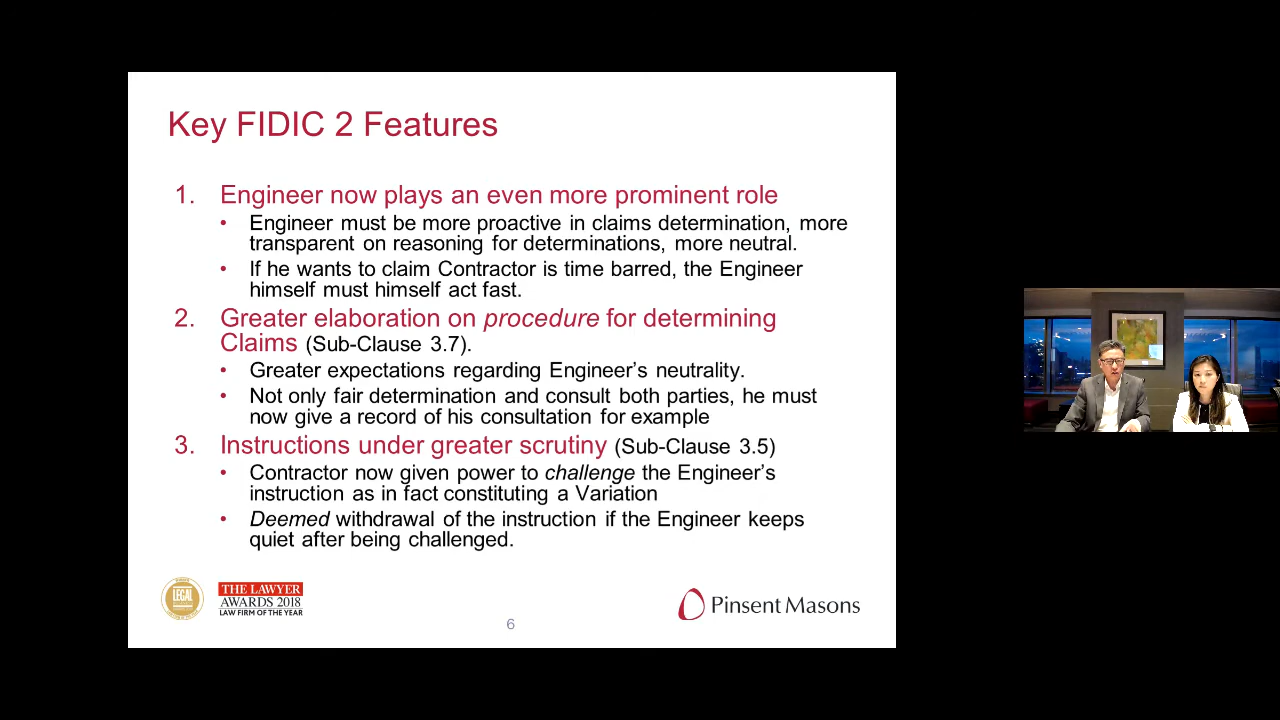 Key FIDIC 2 Features
1. Engineer now plays an even more prominent role
• Engineer must be more proactive in claims determination, more
transparent on reasoning for determinations, more neutral.
• If he wants to claim Contractor is time barred, the Engineer
himself must himself act fast.
2. Greater elaboration on procedure for determining
Claims (Sub-Clause 3.7).
• Greater expectations regarding Engineer’s neutrality.
• Not only fair determination and consult both parties, he must
now give a record of his consultation for example
3. Instructions under greater scrutiny (Sub-Clause 3.5)
• Contractor now given power to challenge the Engineer’s
instruction as in fact constituting a Variation
• Deemed withdrawal of the instruction if the Engineer keeps
quiet after being challenged.
LEGAL
THE LAWYER
AWARDS 2018
LAW FIRM OF THE YEAR
Pinsent Masons
6